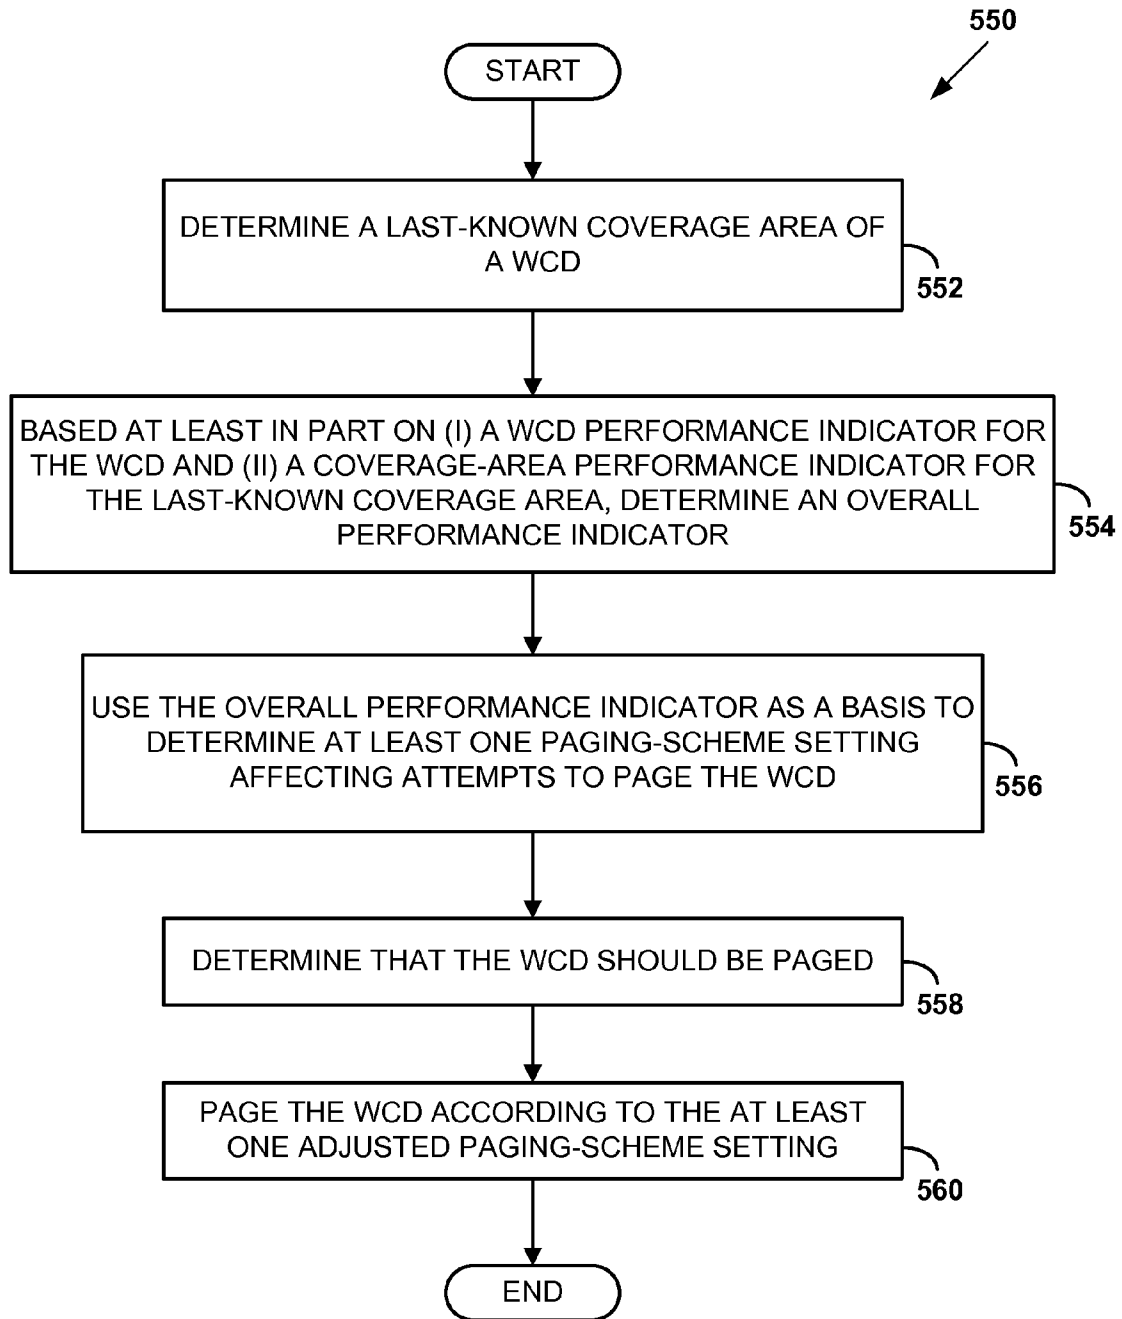 550
START
DETERMINE A LAST-KNOWN COVERAGE AREA OF
A WCD
552
BASED AT LEAST IN PART ON (I) A WCD PERFORMANCE INDICATOR FOR
THE WCD AND (II) A COVERAGE-AREA PERFORMANCE INDICATOR FOR
THE LAST-KNOWN COVERAGE AREA, DETERMINE AN OVERALL
PERFORMANCE INDICATOR
554
USE THE OVERALL PERFORMANCE INDICATOR AS A BASIS TO
DETERMINE AT LEAST ONE PAGING-SCHEME SETTING
AFFECTING ATTEMPTS TO PAGE THE WCD
556
DETERMINE THAT THE WCD SHOULD BE PAGED
558
PAGE THE WCD ACCORDING TO THE AT LEAST
ONE ADJUSTED PAGING-SCHEME SETTING
560
END